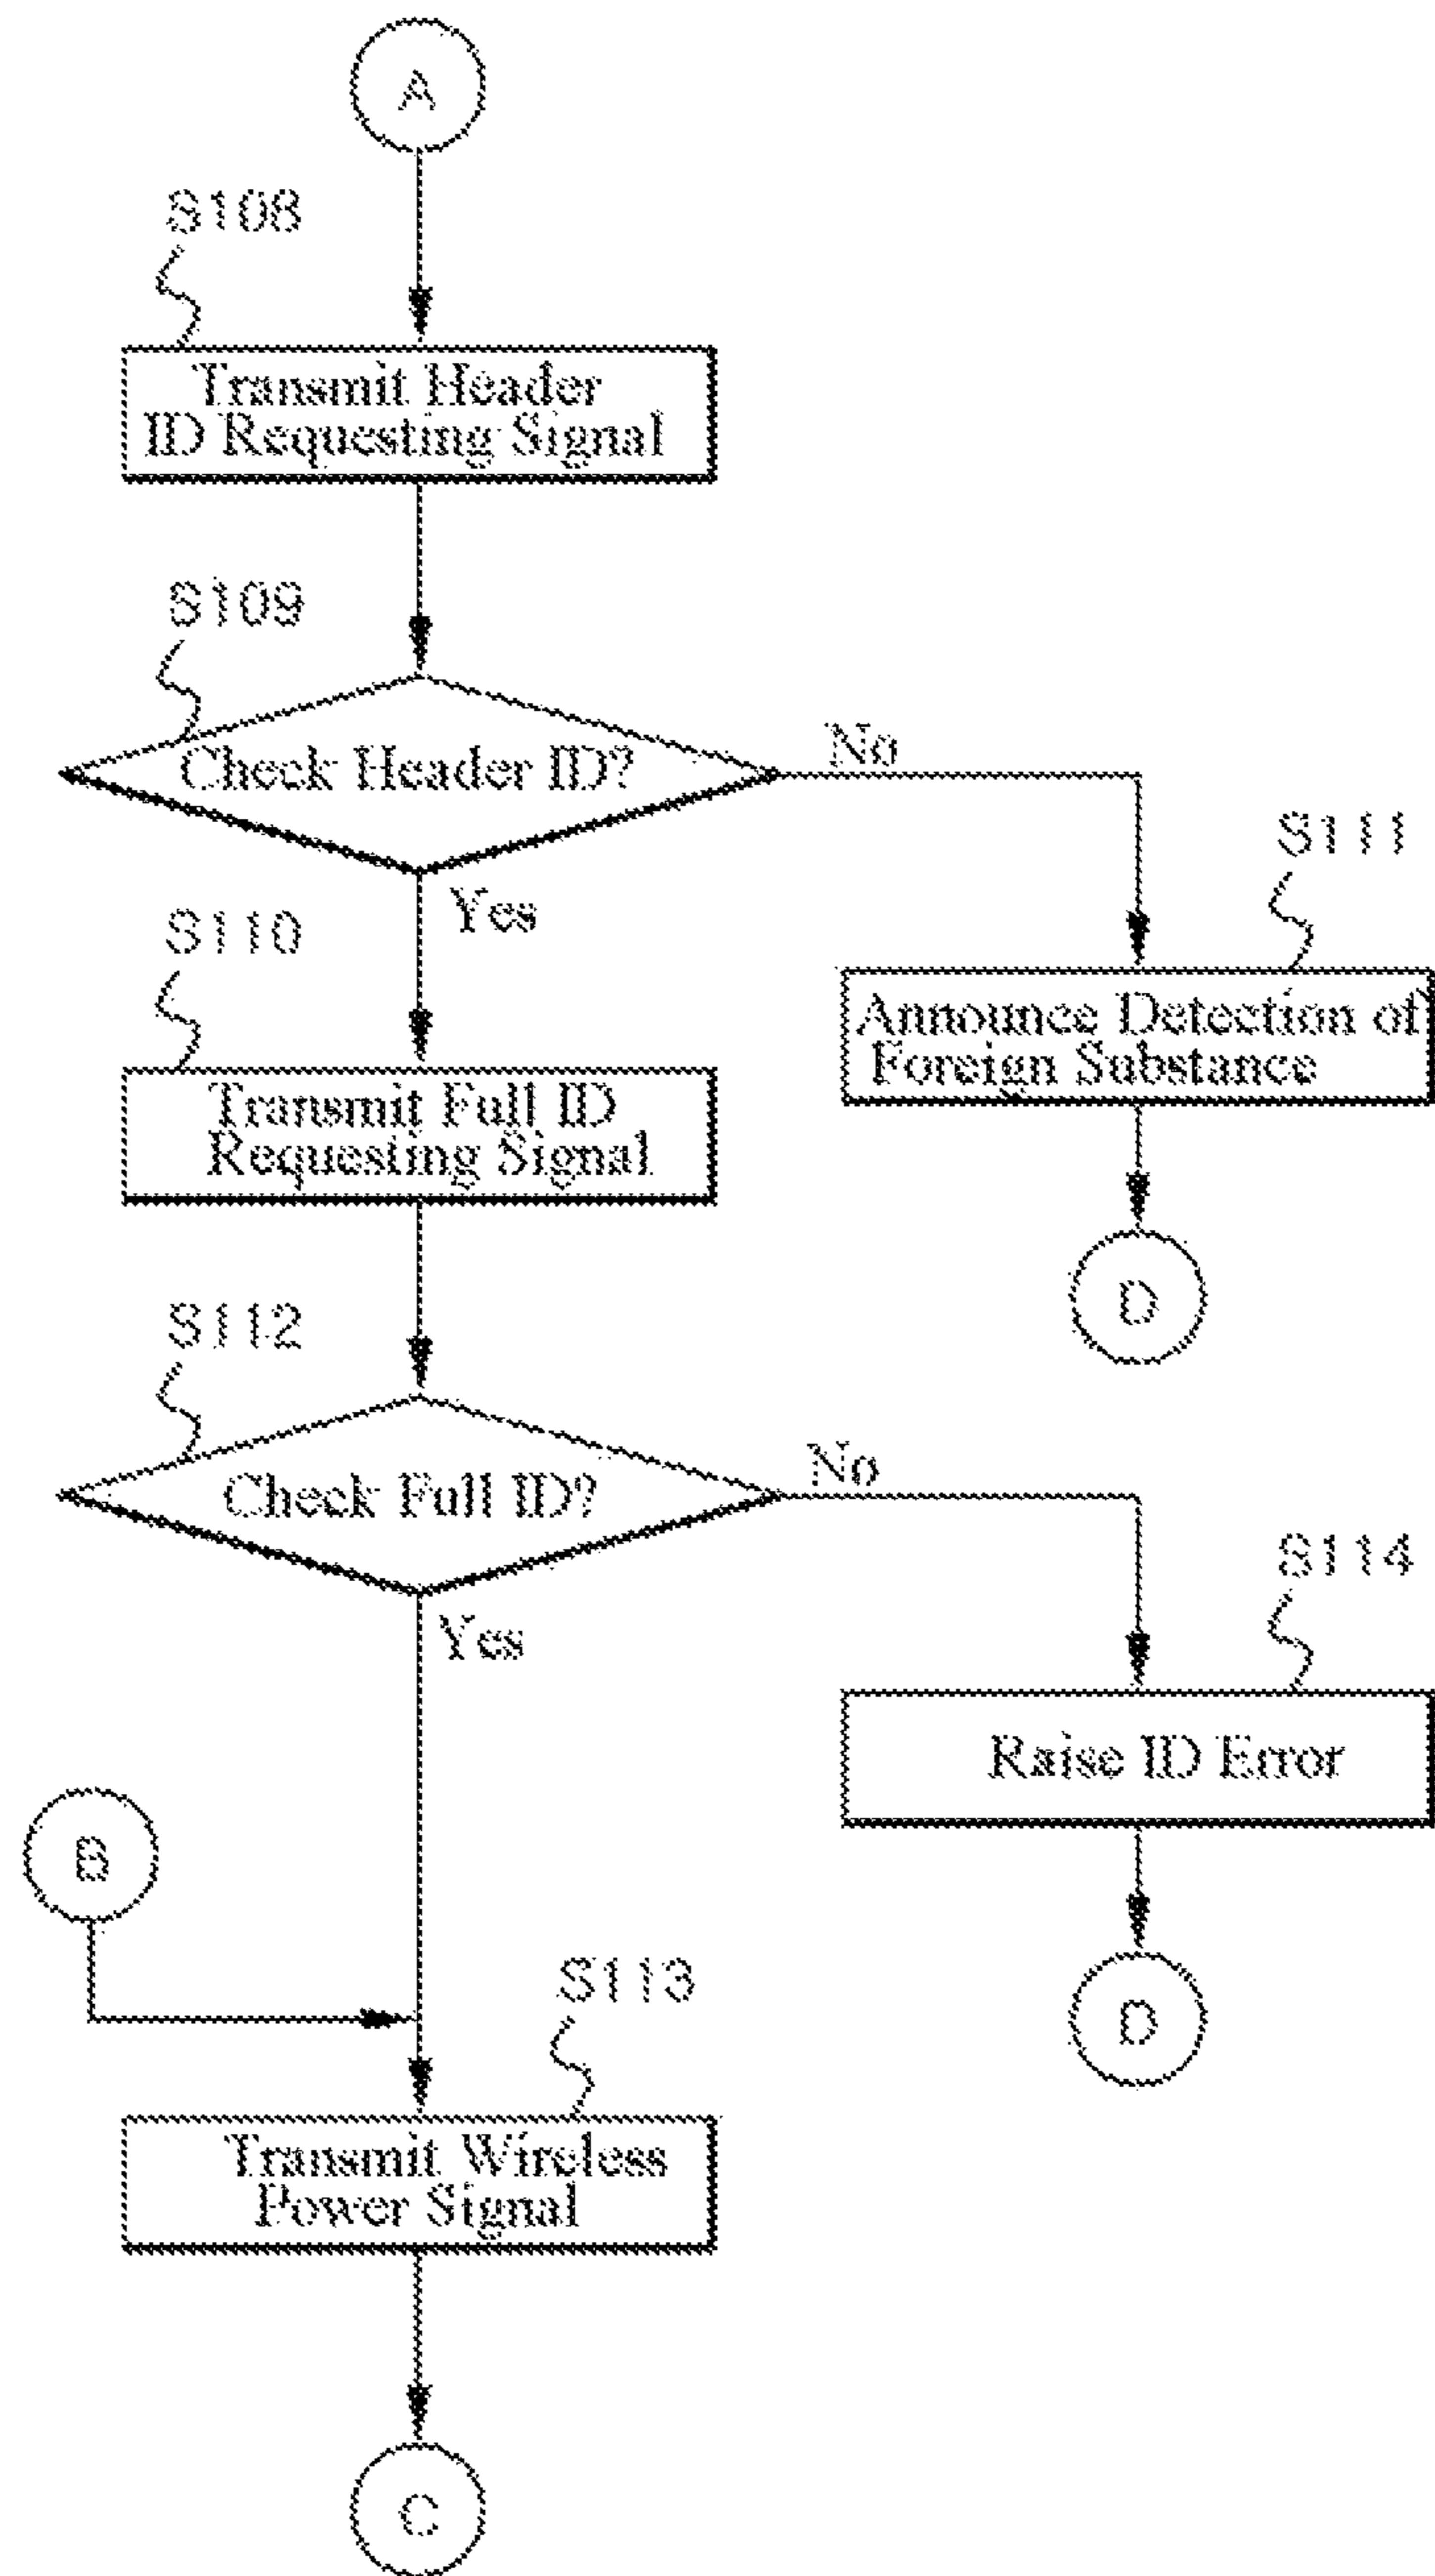 A
S108
Transmit Header
ID Requesting Signal
S109
Check Header ID?
No
Yes
S111
S110
Announce Detection of
Foreign Substance
Transmit Full ID
Requesting Signal
D
S112
Check Full ID?
No
Yes
S114
Raise ID Error
B
S113
D
Transmit Wireless
Power Signal
C